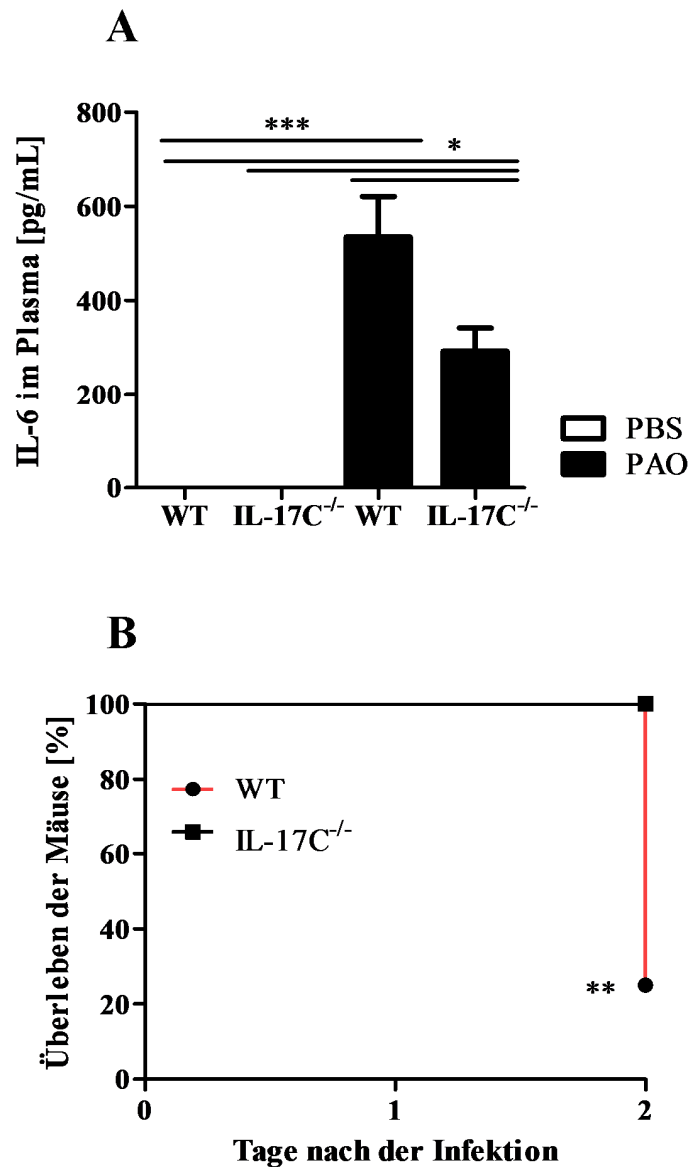 A
IL-6 im Plasma [pg/mL]
800
600
400
200
0
***
*
WT IL-17C-/- WT IL-17C-/-
PBS
PAO
B
Überleben der Mäuse [%]
100
80
60
40
20
0
WT
IL-17C-/-
**
0 1 2
Tage nach der Infektion